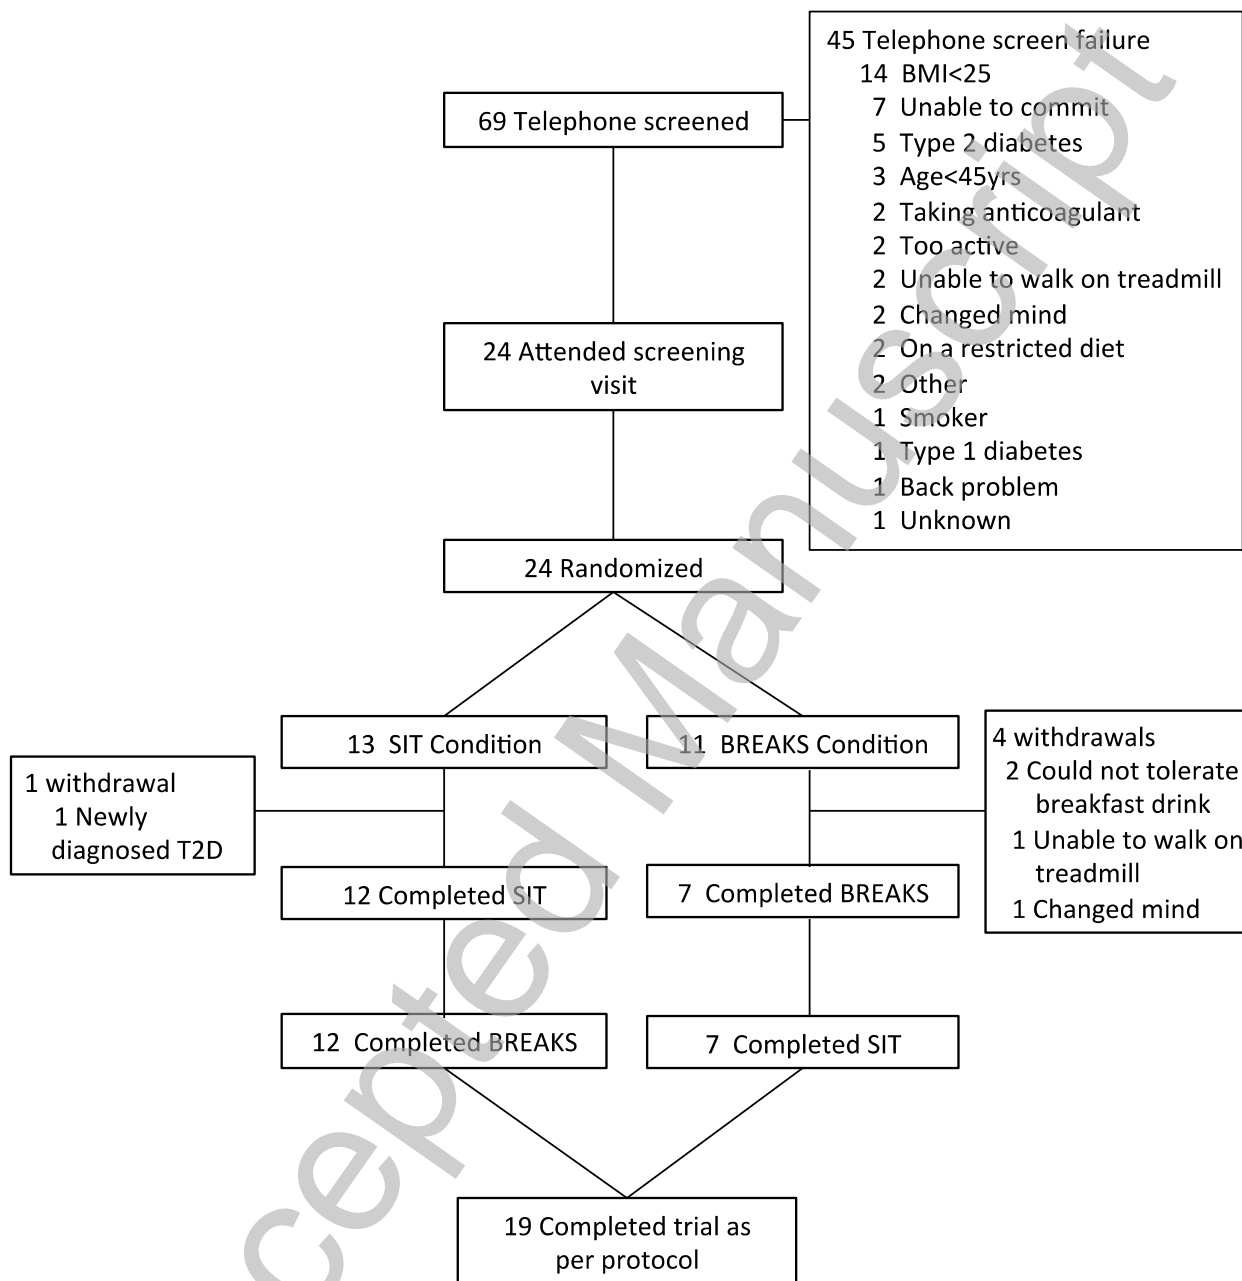 45 Telephone screen failure
14 BMI<25
7 Unable to commit
5 Type 2 diabetes
3 Age<45yrs
2 Taking anticoagulant
2 Too active
2 Unable to walk on treadmill
2 Changed mind
2 On a restricted diet
2 Other
1 Smoker
1 Type 1 diabetes
1 Back problem
1 Unknown
69 Telephone screened
24 Attended screening
visit
24 Randomized
13 SIT Condition
11 BREAKS Condition
1 withdrawal
1 Newly
diagnosed T2D
4 withdrawals
2 Could not tolerate
breakfast drink
1 Unable to walk on
treadmill
1 Changed mind
12 Completed SIT
7 Completed BREAKS
12 Completed BREAKS
7 Completed SIT
19 Completed trial as
per protocol
cepted Manuscript